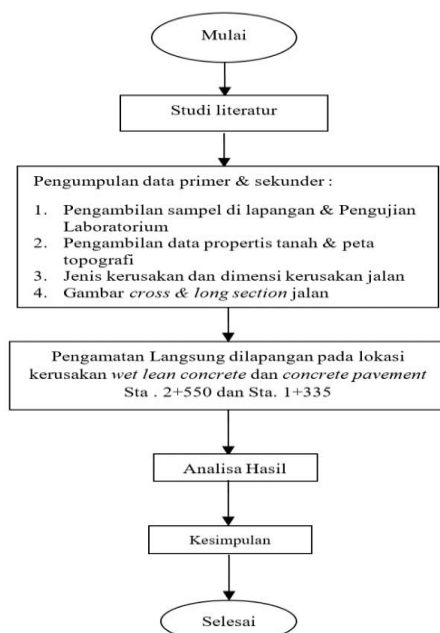 Mulai
Studi literatur
Pengumpulan data primer & sekunder :
1. Pengambilan sampel di lapangan & Pengujian
Laboratorium
2. Pengambilan data propertis tanah & peta
topografi
3. Jenis kerusakan dan dimensi kerusakan jalan
4. Gambar cross & long section jalan
Pengamatan Langsung dilapangan pada lokasi
kerusakan wet lean concrete dan concrete pavement
Sta . 2+550 dan Sta. 1+335
Analisa Hasil
Kesimpulan
Selesai